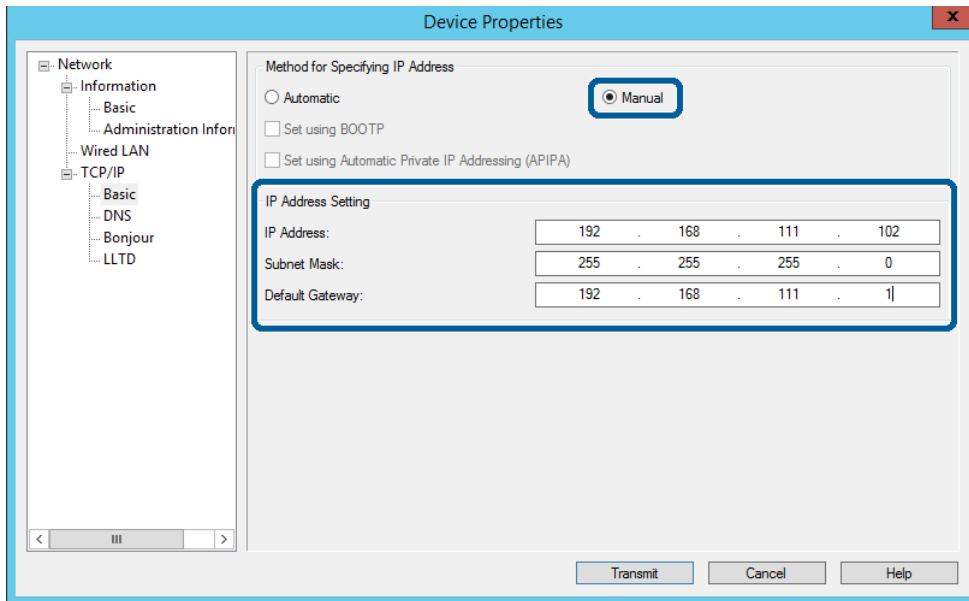 Device Properties
x
Network
Information
Basic
Administration Infor
Wired LAN
TCP/IP
Basic
DNS
Bonjour
LLTD
Method for Specifying IP Address
Automatic
Manual
Set using BOOTP
Set using Automatic Private IP Addressing (APIPA)
IP Address Setting
IP Address: 192 . 168 . 111 . 102
Subnet Mask: 255 . 255 . 255 . 0
Default Gateway: 192 . 168 . 111 . 1
Transmit Cancel Help